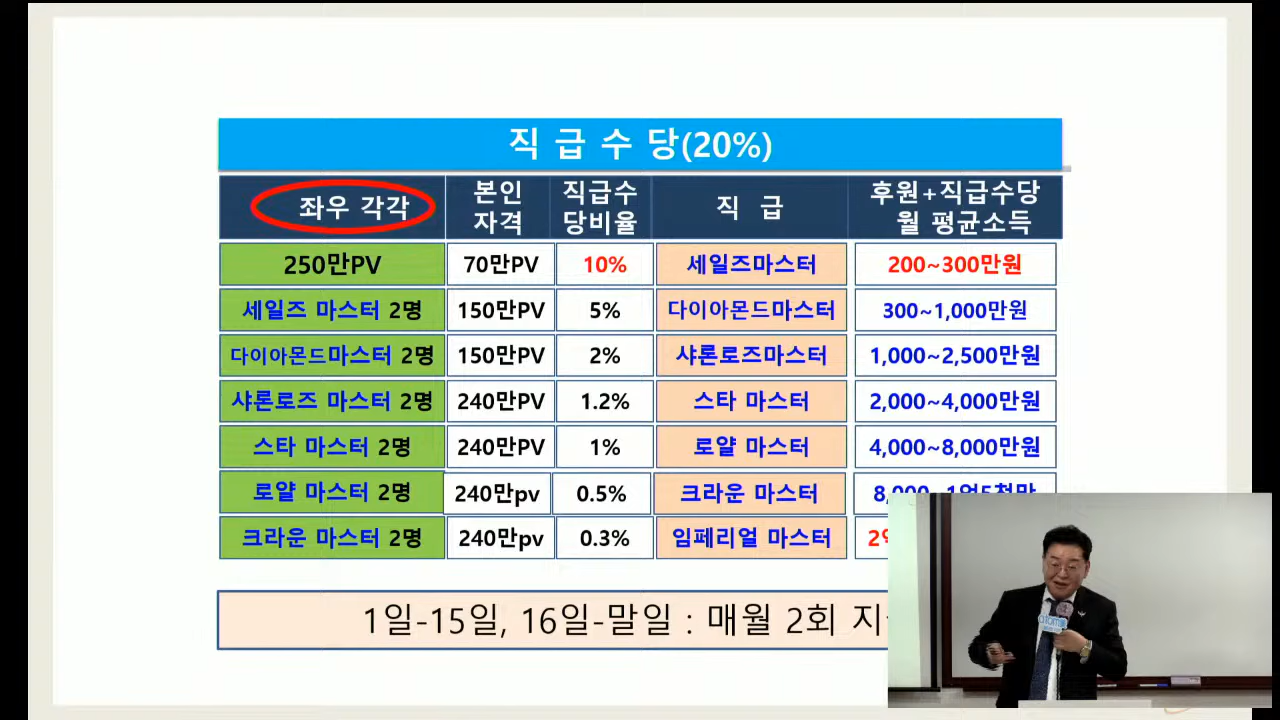 직 급 수 당(20%)
좌우 각각 본인 자격 직급수당비율 직 급 후원+직급수당 월 평균소득
250만PV 70만PV 10% 세일즈마스터 200~300만원
세일즈 마스터 2명 150만PV 5% 다이아몬드마스터 300~1,000만원
다이아몬드마스터 2명 150만PV 2% 샤론로즈마스터 1,000~2,500만원
샤론로즈 마스터 2명 240만PV 1.2% 스타 마스터 2,000~4,000만원
스타 마스터 2명 240만PV 1% 로얄 마스터 4,000~8,000만원
로얄 마스터 2명 240만pv 0.5% 크라운 마스터
크라운 마스터 2명 240만pv 0.3% 임페리얼 마스터
1일-15일, 16일-말일 : 매월 2회